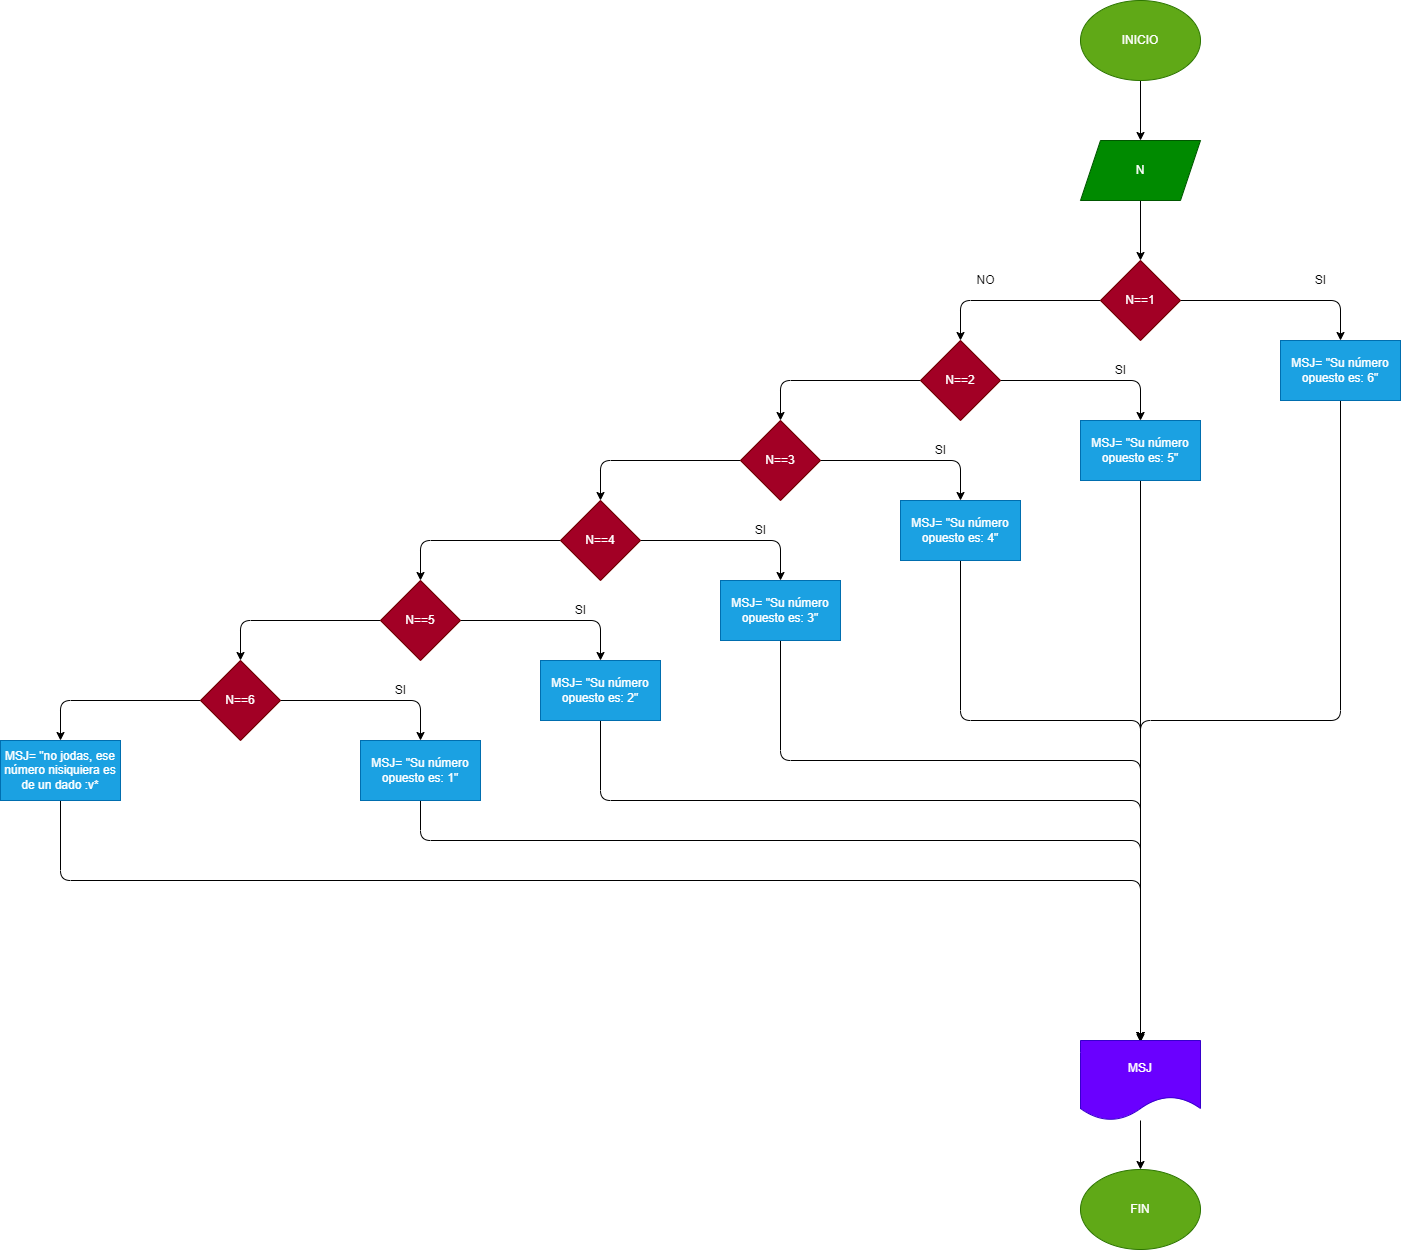 INICIO
N
NO
SI
N==1
MSJ= "Su número
opuesto es: 6"
N==2
SI
MSJ= "Su número
opuesto es: 5"
N==3
SI
MSJ= "Su número
opuesto es: 4"
N==4
SI
MSJ= "Su número
opuesto es: 3"
N==5
SI
MSJ= "Su número
opuesto es: 2"
N==6
SI
MSJ= "no jodas, ese
número nisiquiera es
de un dado :v*
MSJ= "Su número
opuesto es: 1"
MSJ
FIN